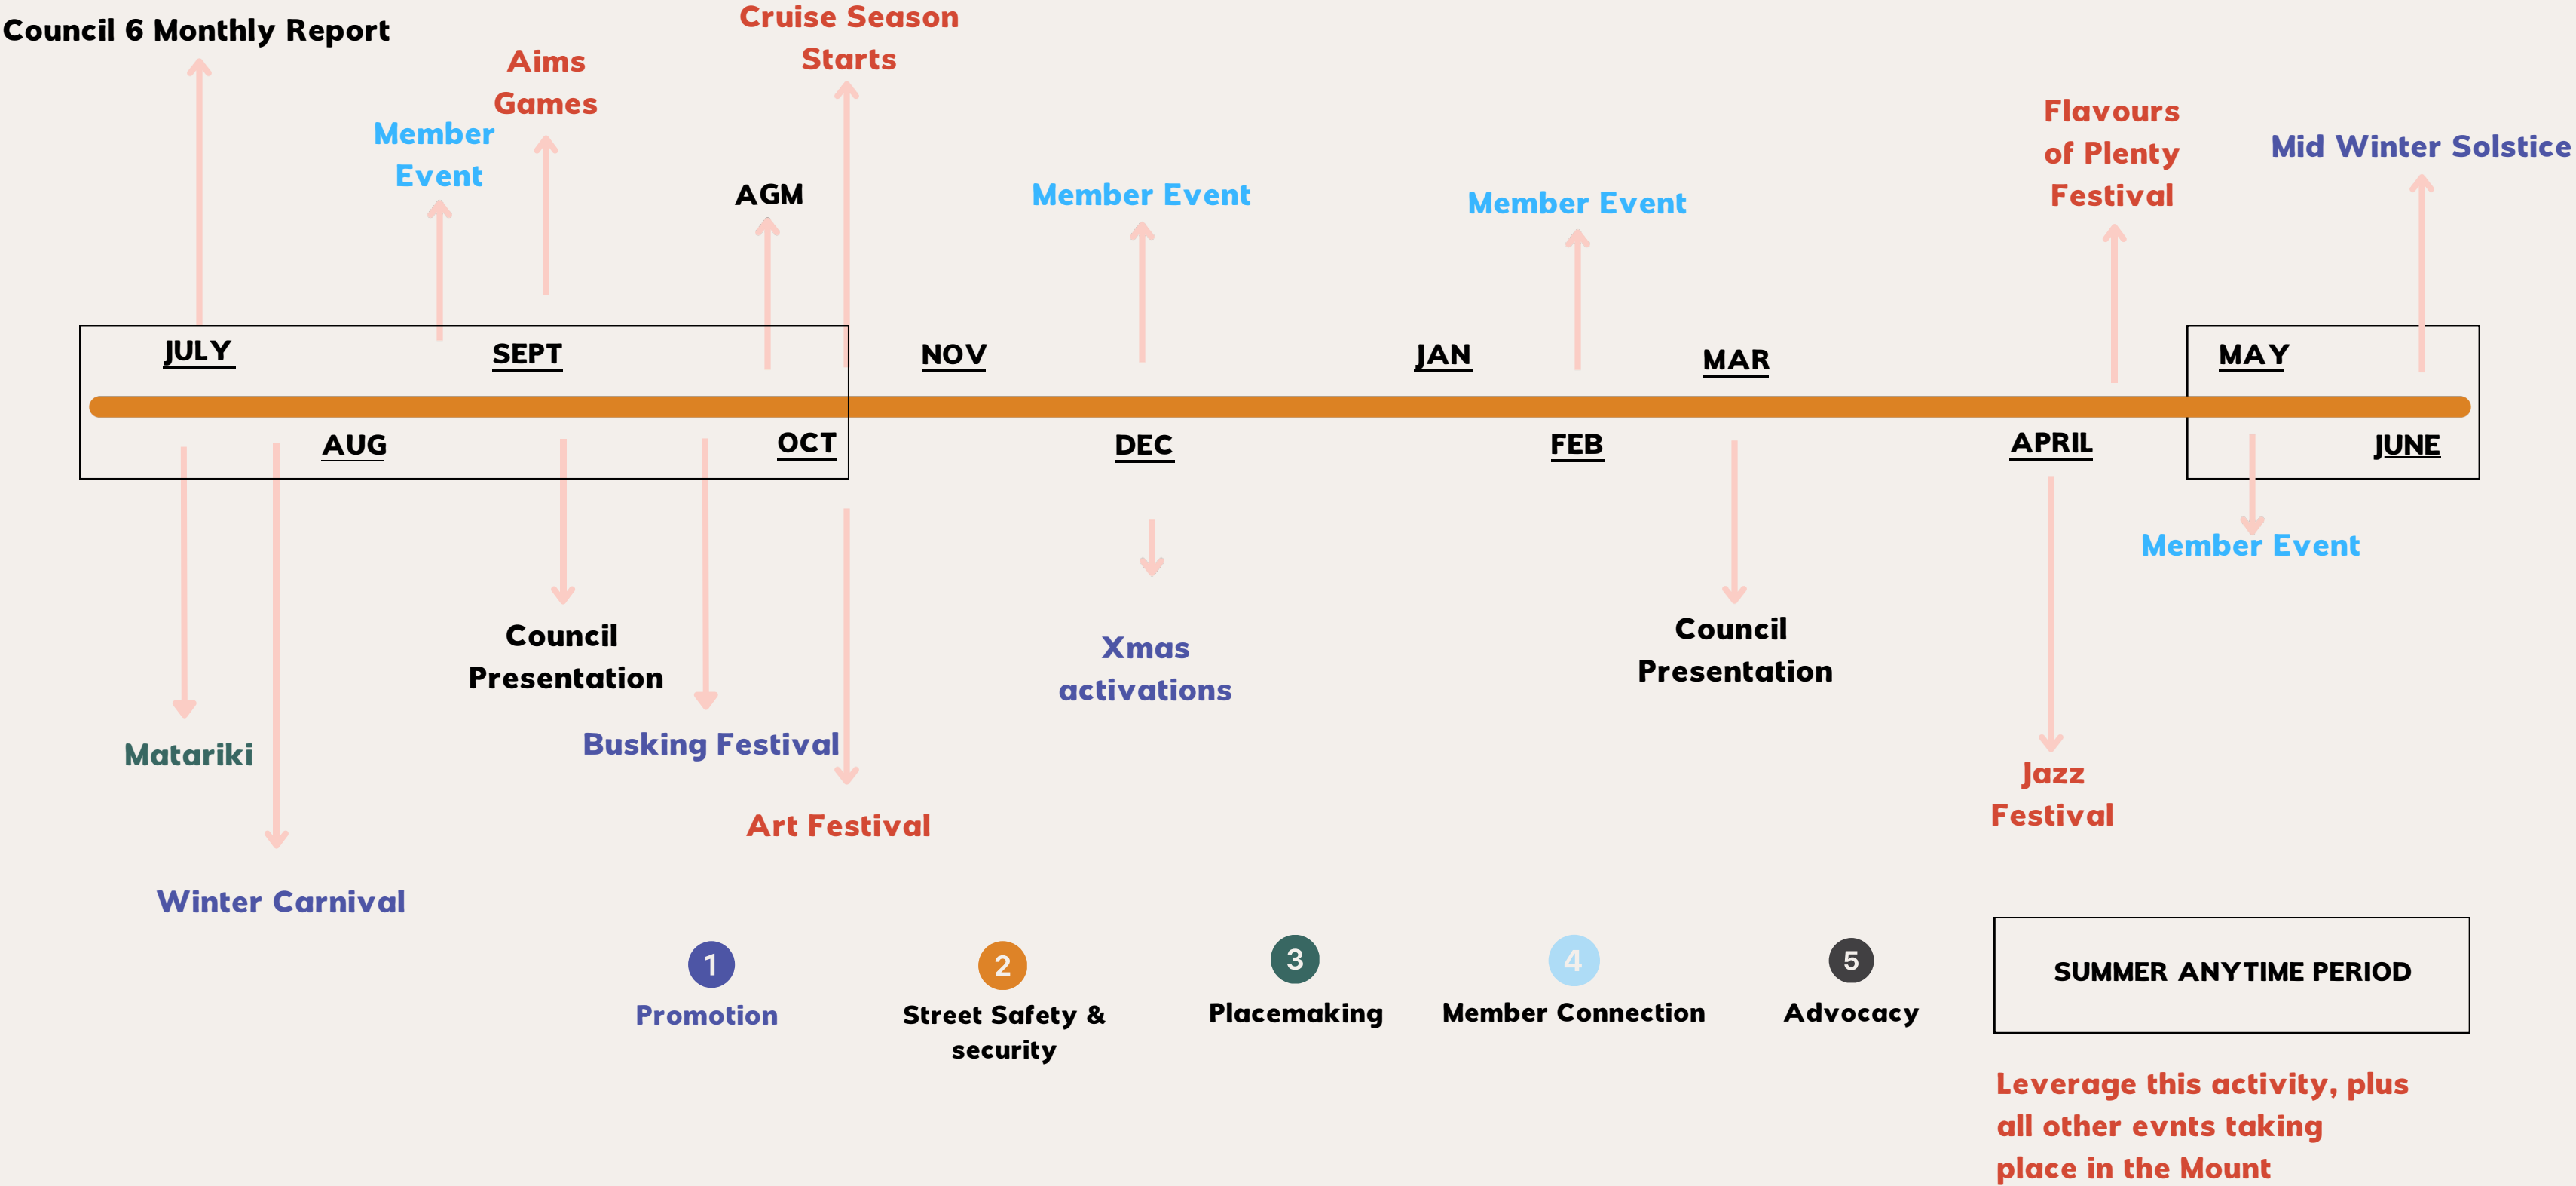 Council 6 Monthly Report
Cruise Season
Starts
Aims
Games
Member
Event
AGM
Member Event
Member Event
Flavours
of Plenty
Festival
Mid Winter Solstice
JULY
SEPT
NOV
JAN
MAR
MAY
AUG
OCT
DEC
FEB
APRIL
JUNE
Member Event
Council
Presentation
Council
Presentation
Xmas
activations
Matariki
Busking Festival
Art Festival
Jazz
Festival
Winter Carnival
1
Promotion
2
Street Safety &
security
3
Placemaking
4
Member Connection
5
Advocacy
SUMMER ANYTIME PERIOD
Leverage this activity, plus
all other evnts taking
place in the Mount